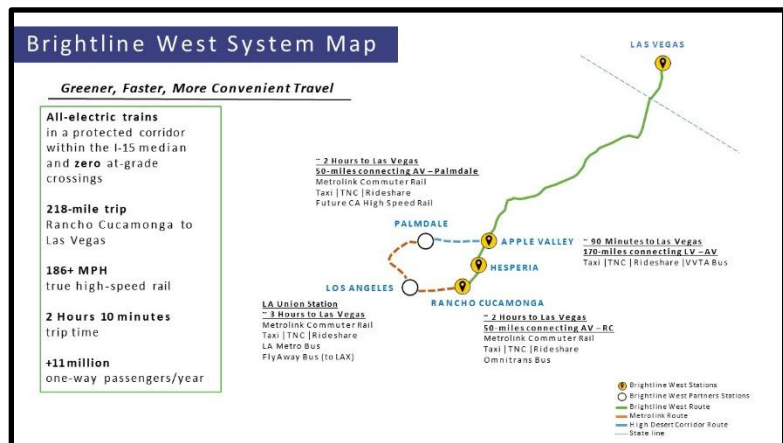 Brightline West System Map
Greener, Faster, More Convenient Travel
All-electric trains
in a protected corridor
within the I-15 median
and zero at-grade
crossings
218-mile trip
Rancho Cucamonga to
Las Vegas
186+ MPH
true high-speed rail
2 Hours 10 minutes
trip time
+11million
one-way passengers/year
LAS VEGAS
~ 2 Hours to Las Vegas
50-miles connecting AV – Palmdale
Metrolink Commuter Rail
Taxi |TNC |Rideshare
Future CA High Speed Rail
PALMDALE
APPLE VALLEY
~ 90 Minutes to Las Vegas
170-miles connecting LV –AV
Taxi |TNC |Rideshare |VVTA Bus
HESPERIA
LOS ANGELES
RANCHO CUCAMONGA
LA Union Station
~ 3 Hours to Las Vegas
Metrolink Commuter Rail
Taxi |TNC |Rideshare
LA Metro Bus
FlyAway Bus (to LAX)
~ 2 Hours to Las Vegas
50-miles connecting AV –RC
Metrolink Commuter Rail
Taxi |TNC |Rideshare
Omnitrans Bus
Brightline West Stations
Brightline West Partners Stations
Brightline West Route
Metrolink Route
High Desert Corridor Route
State line